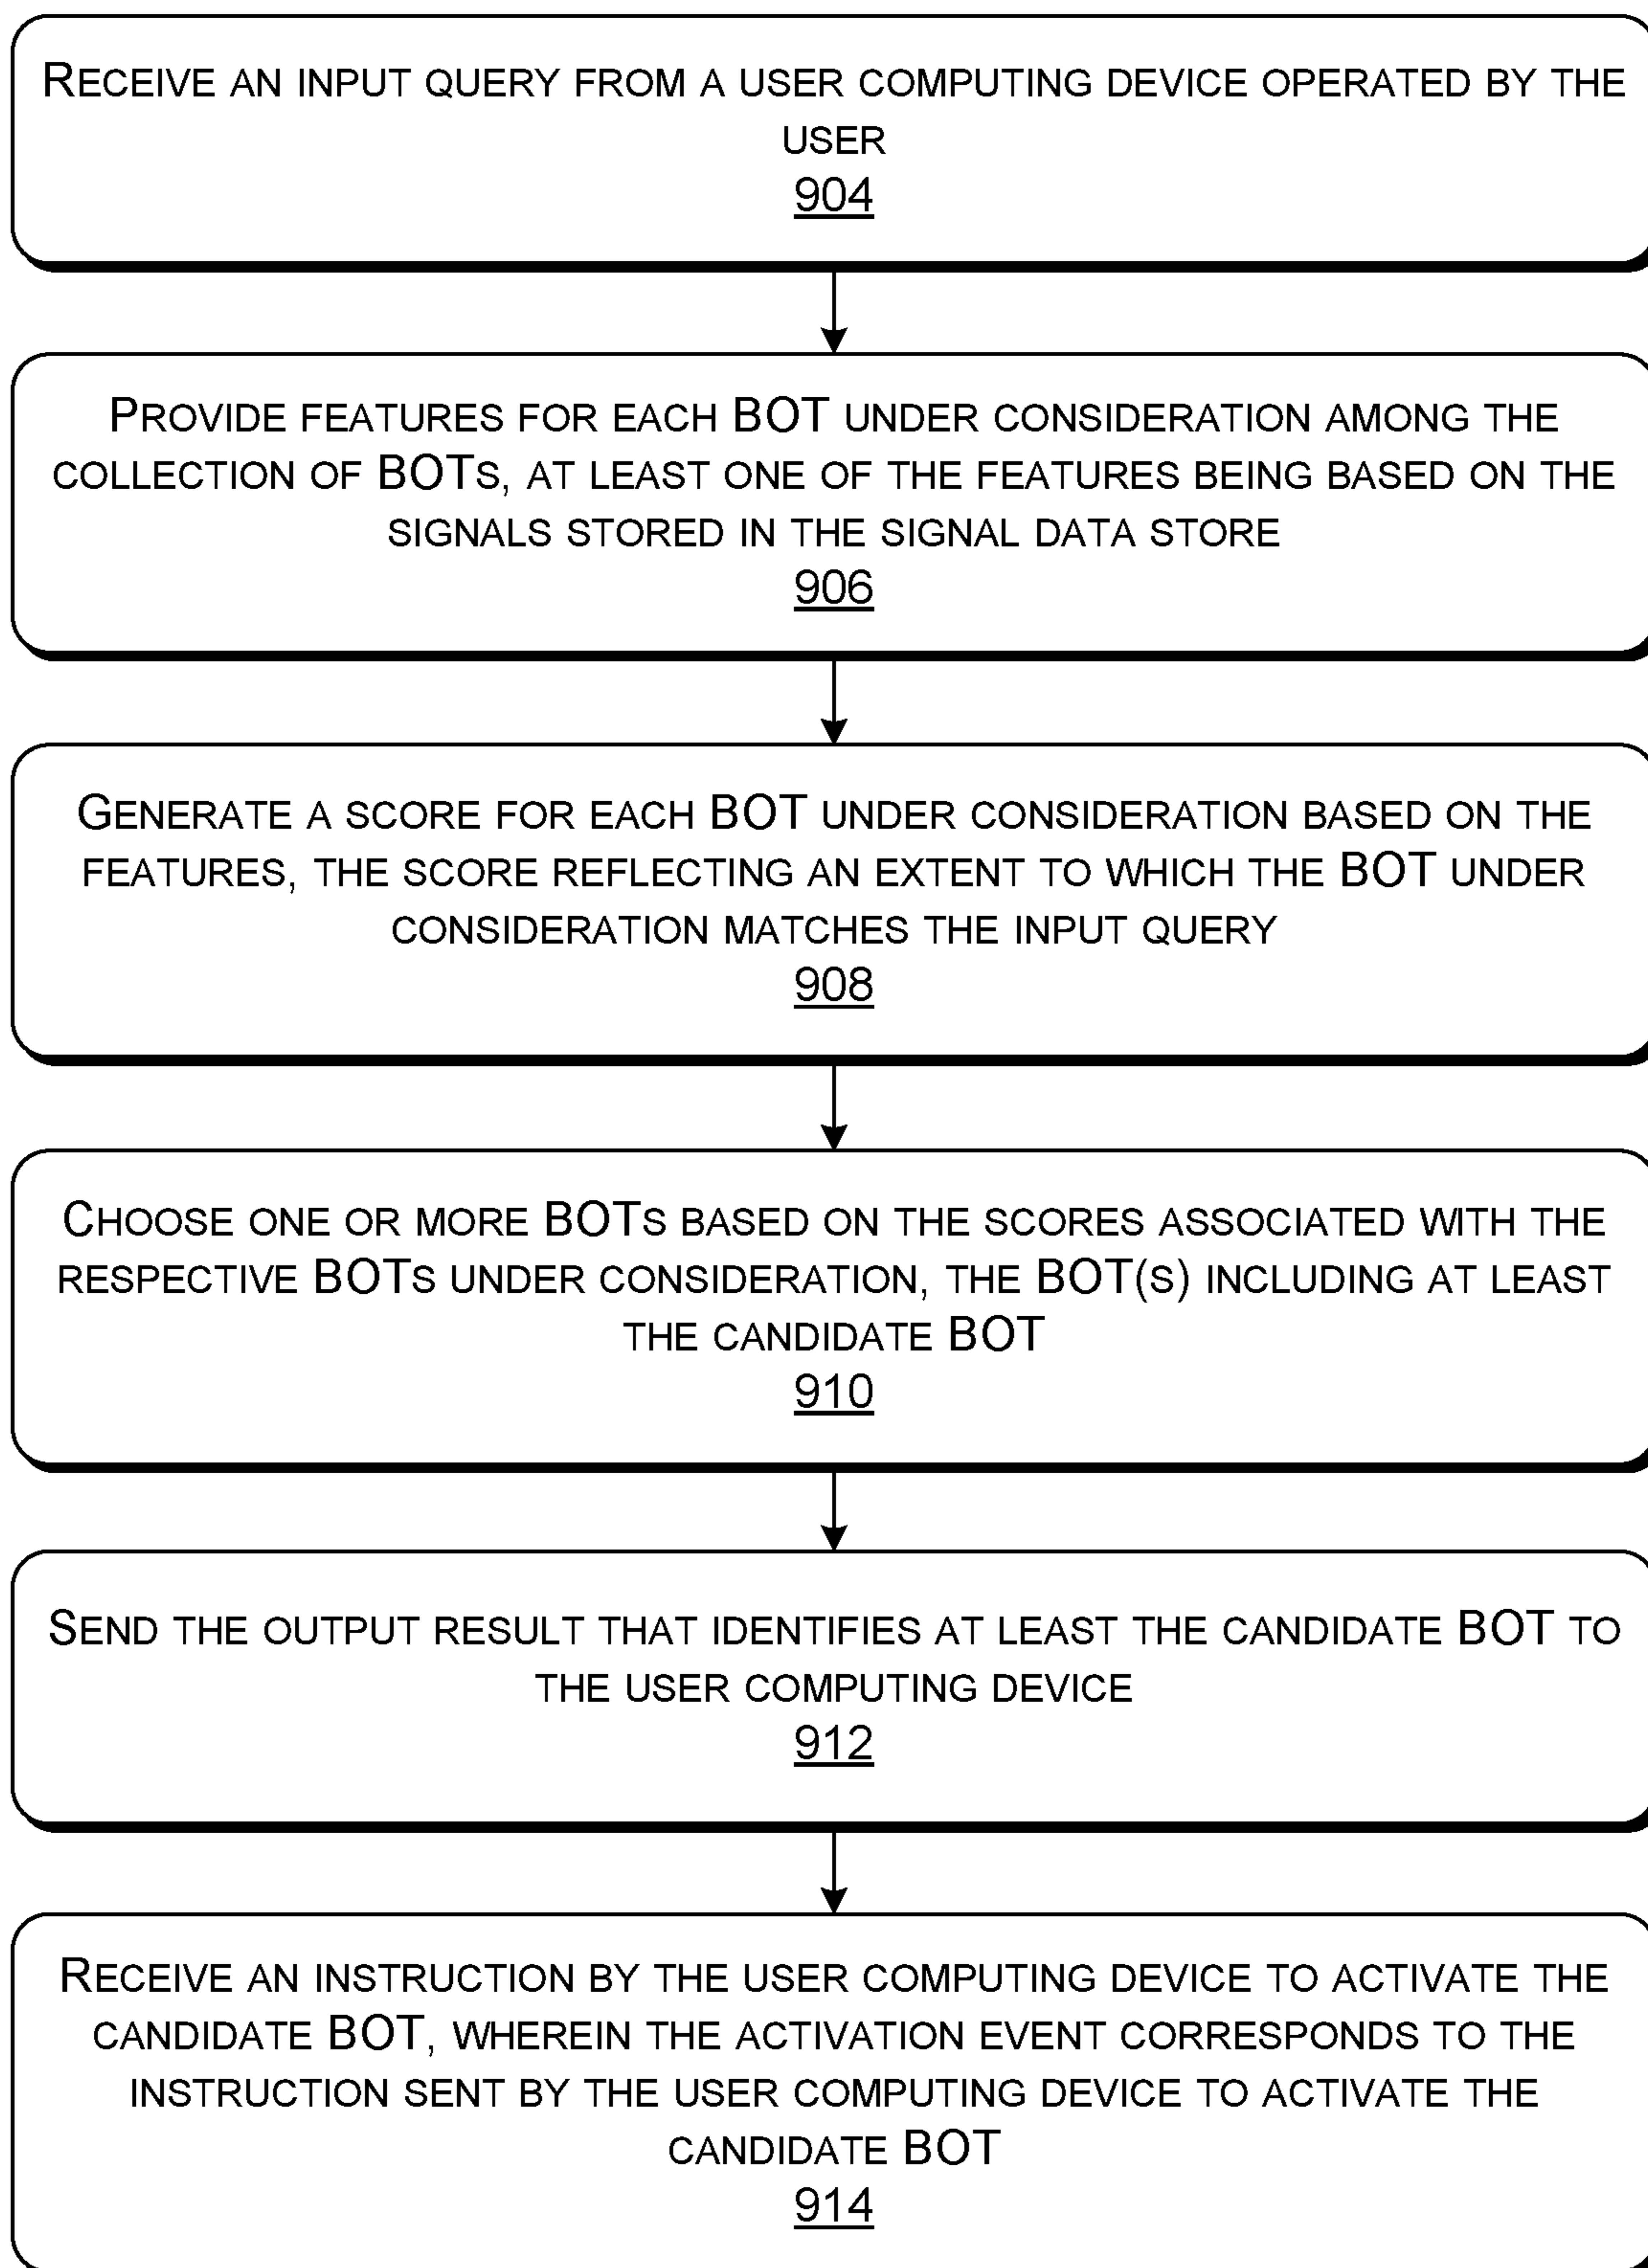 RECEIVE AN INPUT QUERY FROM A USER COMPUTING DEVICE OPERATED BY THE
USER
904
PROVIDE FEATURES FOR EACH BOT UNDER CONSIDERATION AMONG THE
COLLECTION OF BOTS, AT LEAST ONE OF THE FEATURES BEING BASED ON THE
SIGNALS STORED IN THE SIGNAL DATA STORE
906
GENERATE A SCORE FOR EACH BOT UNDER CONSIDERATION BASED ON THE
FEATURES, THE SCORE REFLECTING AN EXTENT TO WHICH THE BOT UNDER
CONSIDERATION MATCHES THE INPUT QUERY
908
CHOOSE ONE OR MORE BOTS BASED ON THE SCORES ASSOCIATED WITH THE
RESPECTIVE BOTS UNDER CONSIDERATION, THE BOT(S) INCLUDING AT LEAST
THE CANDIDATE BOT
910
SEND THE OUTPUT RESULT THAT IDENTIFIES AT LEAST THE CANDIDATE BOT TO
THE USER COMPUTING DEVICE
912
RECEIVE AN INSTRUCTION BY THE USER COMPUTING DEVICE TO ACTIVATE THE
CANDIDATE BOT, WHEREIN THE ACTIVATION EVENT CORRESPONDS TO THE
INSTRUCTION SENT BY THE USER COMPUTING DEVICE TO ACTIVATE THE
CANDIDATE BOT
914